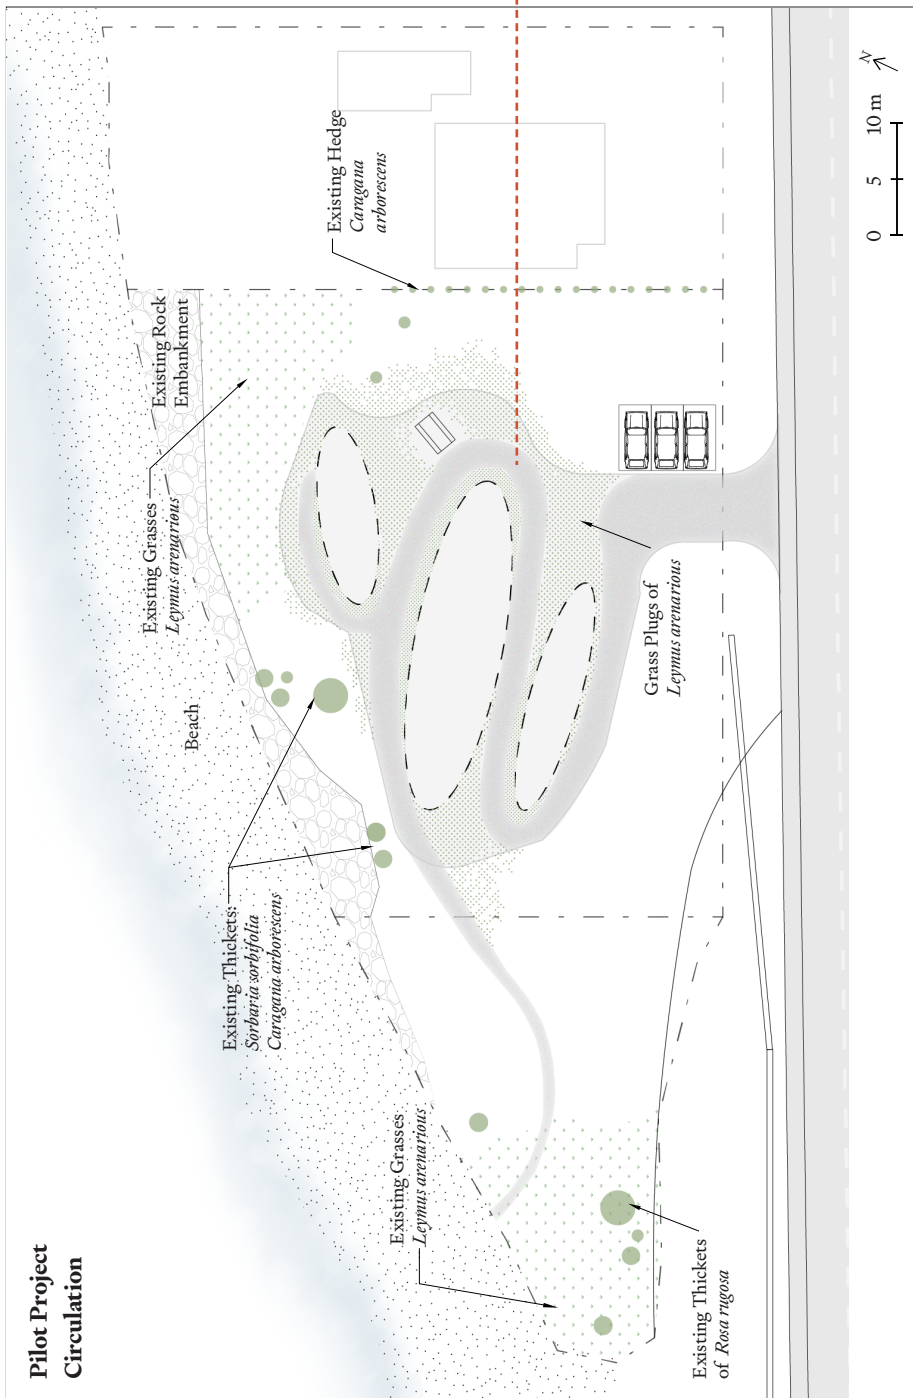 Pilot Project
Circulation
Existing Thickets:
Sorbaria sorbifolia
Caragana arborescens
Beach
Existing Grasses
Leymus arenarious
Existing Rock
Embankment
Existing Hedge
Caragana
arborescens
Existing Grasses
Leymus arenarious
Grass Plugs of
Leymus arenarious
Existing Thickets
of Rosa rugosa
0 5 10 m
N